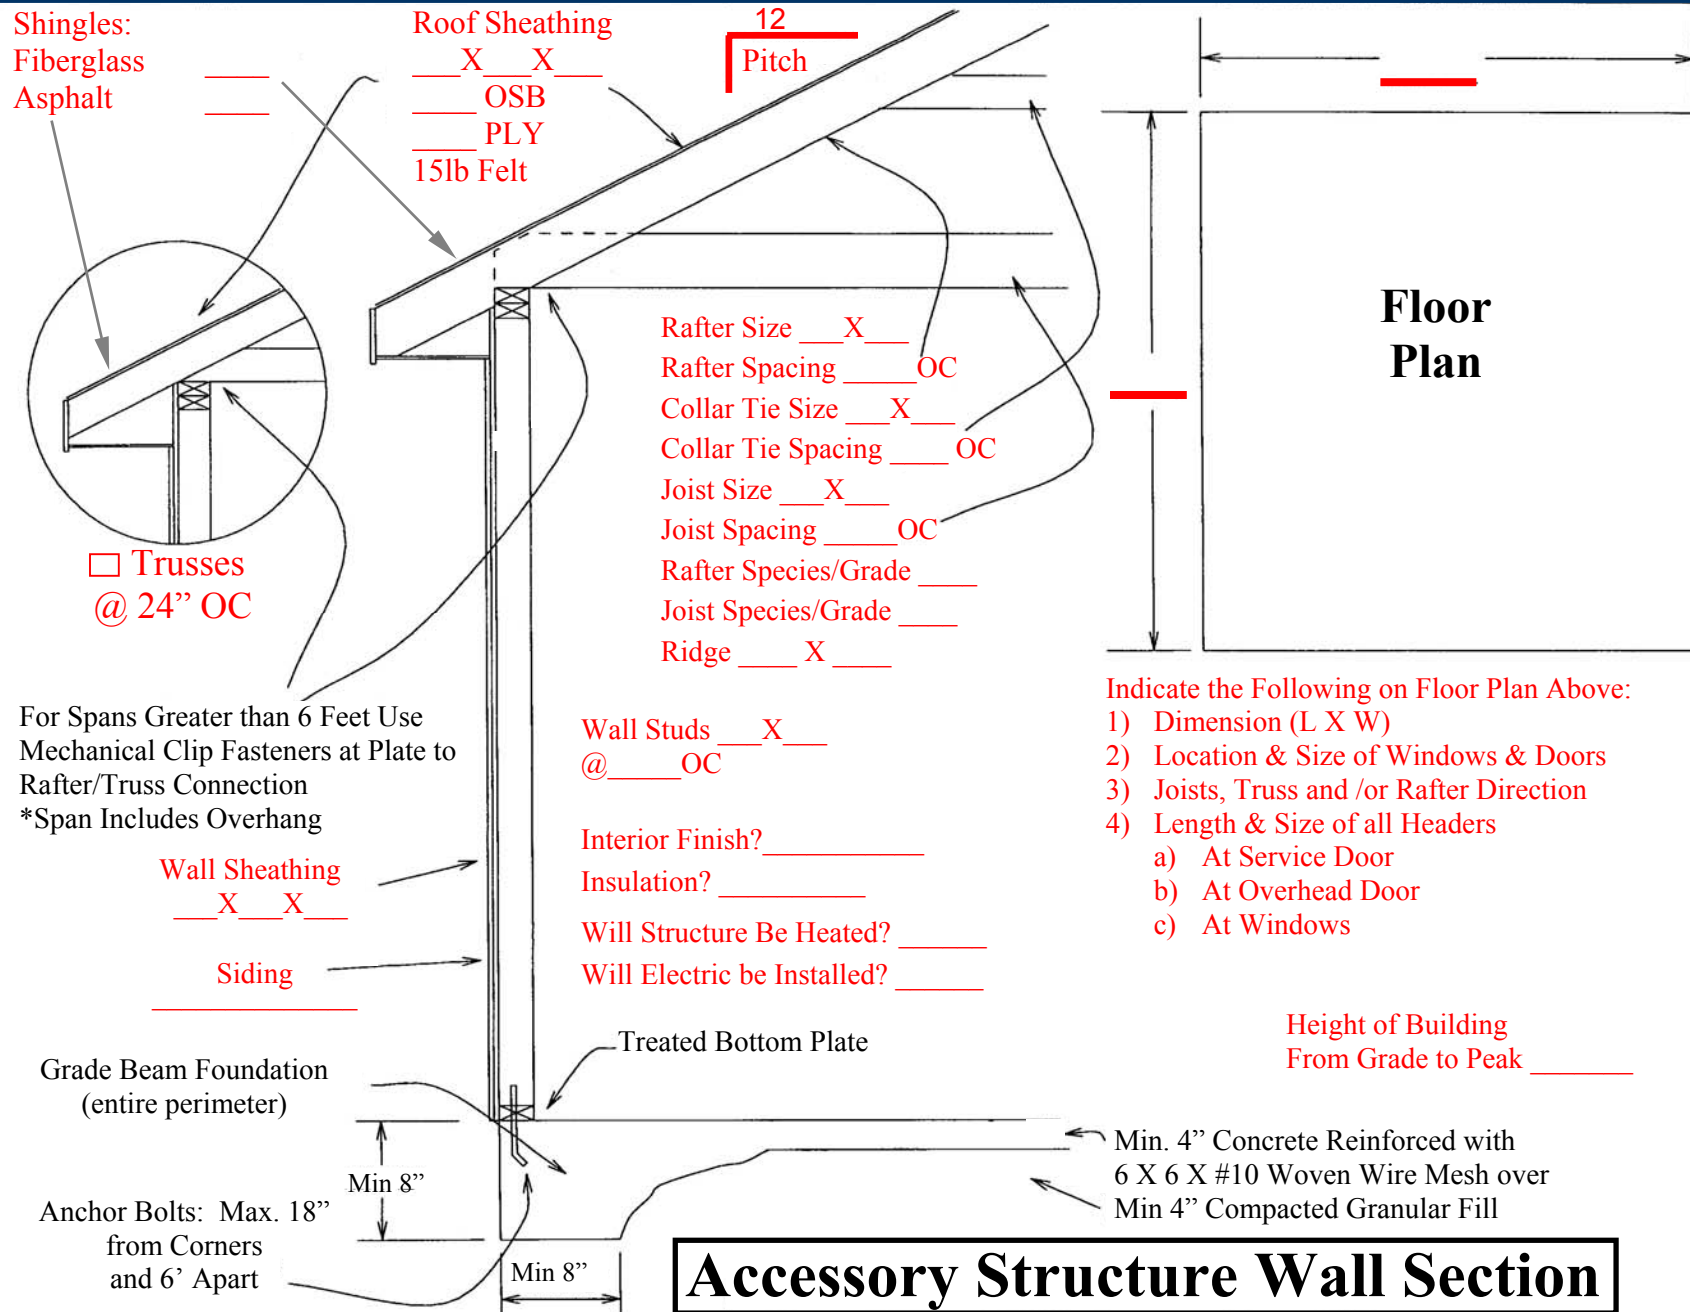 Shingles:
Fiberglass ____
Asphalt ____
Roof Sheathing
___X___X___
____ OSB
____ PLY
15lb Felt
12
Pitch
Floor
Plan
Rafter Size ___X___
Rafter Spacing _____OC
Collar Tie Size ___X___
Collar Tie Spacing ____ OC
Joist Size ___X___
Joist Spacing _____OC
Rafter Species/Grade ____
Joist Species/Grade ____
Ridge ____ X ____
☐ Trusses
@ 24” OC
For Spans Greater than 6 Feet Use
Mechanical Clip Fasteners at Plate to
Rafter/Truss Connection
*Span Includes Overhang
Wall Studs ___X___
@_____OC
Indicate the Following on Floor Plan Above:
1) Dimension (L X W)
2) Location & Size of Windows & Doors
3) Joists, Truss and /or Rafter Direction
4) Length & Size of all Headers
a) At Service Door
b) At Overhead Door
c) At Windows
Interior Finish?___________
Insulation? __________
Will Structure Be Heated? ______
Will Electric be Installed? ______
Wall Sheathing
___X___X___
Siding
______________
Height of Building
From Grade to Peak _______
Treated Bottom Plate
Grade Beam Foundation
(entire perimeter)
Min 8”
Anchor Bolts: Max. 18”
from Corners
and 6’ Apart
Min 8”
Min. 4” Concrete Reinforced with
6 X 6 X #10 Woven Wire Mesh over
Min 4” Compacted Granular Fill
Accessory Structure Wall Section